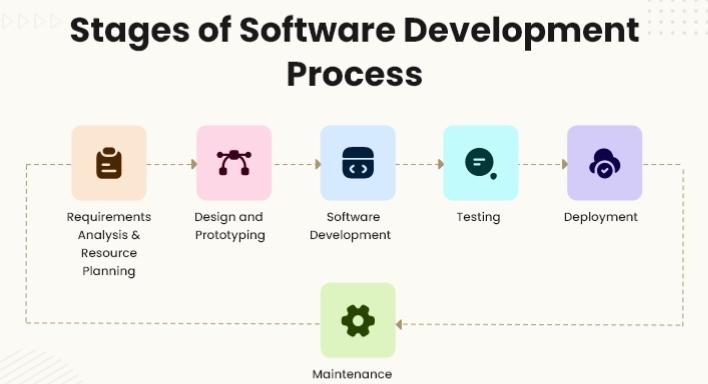 Stages of Software Development
Process
Requirements
Analysis &
Resource
Planning
Design and
Prototyping
Software
Development
Testing
Deployment
Maintenance